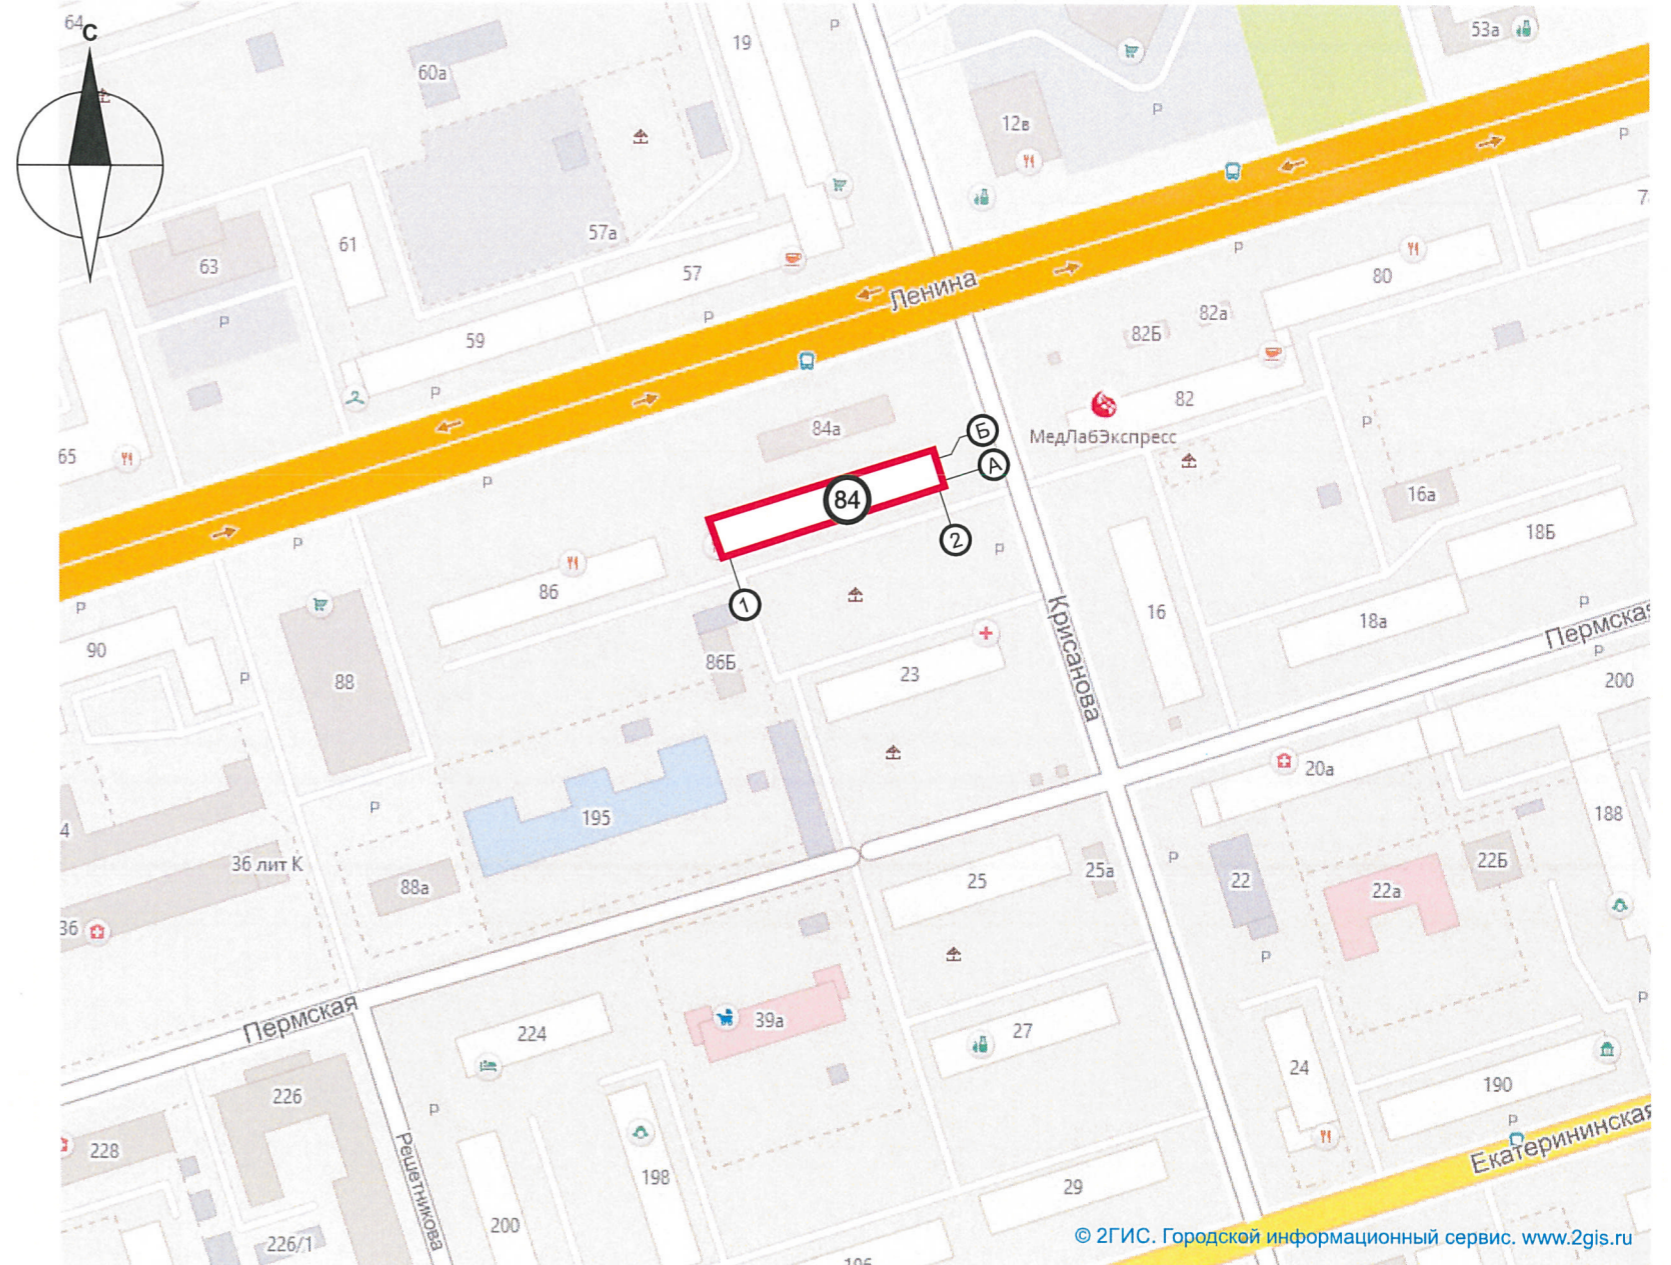 64
С
60а
19
Р
53а
12в
Р
Р
57а
61
63
57
Р
Ленина
Р
80
7
Р
82а
82Б
59
Р
82
84а
МедЛабЭкспресс
Р
65
Р
Б
А
84
16а
18Б
2
Р
Р
86
1
16
18а
Р
Пермска
Р
Р
90
88
Р
86Б
23
Крисанова
200
20а
188
4
Р
195
36 лит К
88а
25
25а
Р
22
22а
22Б
36
Р
Р
Пермская
224
39а
27
24
190
226
Р
Р
228
Решетникова
198
200
29
Екатерининская
226/1
© 2ГИС. Городской информационный сервис. www.2gis.ru